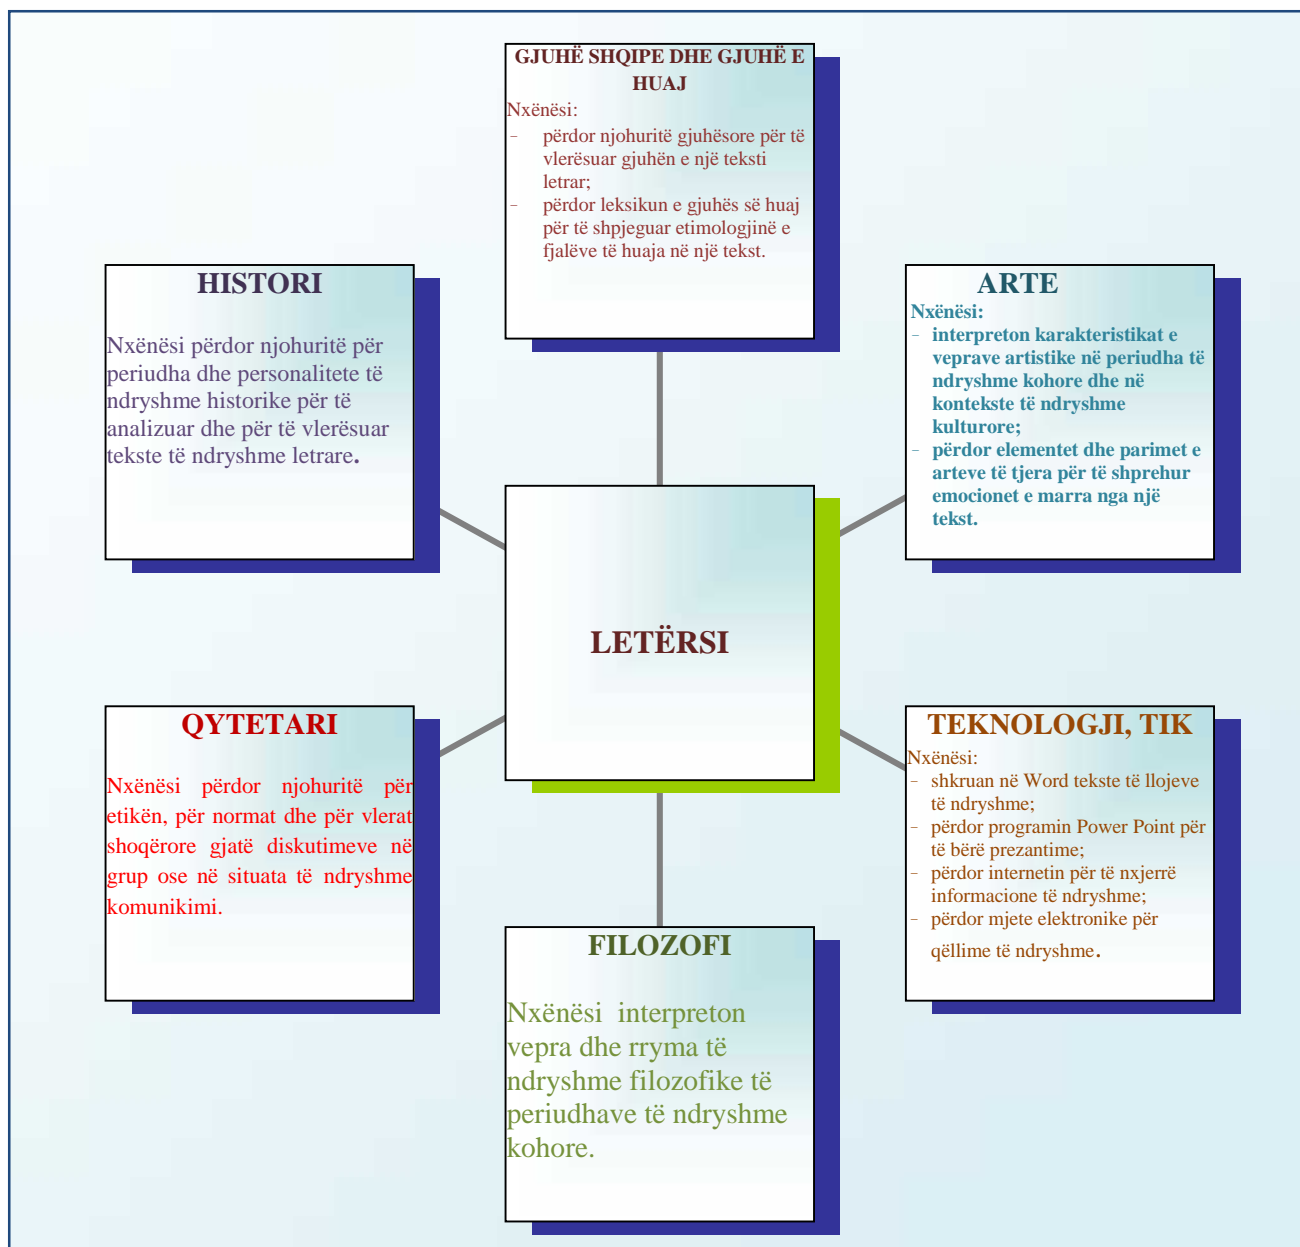 GJUHË SHQIPE DHE GJUHË E
HUAJ
Nxënësi:
- përdor njohuritë gjuhësore për të
vlerësuar gjuhën e një teksti
letrar;
- përdor leksikun e gjuhës së huaj
për të shpjeguar etimologjinë e
fjalëve të huaja në një tekst.
HISTORI
Nxënësi përdor njohuritë për
periudha dhe personalitete të
ndryshme historike për të
analizuar dhe për të vlerësuar
tekste të ndryshme letrare.
ARTE
Nxënësi:
- interpreton karakteristikat e
veprave artistike në periudha të
ndryshme kohore dhe në
kontekste të ndryshme
kulturore;
- përdor elementet dhe parimet e
arteve të tjera për të shprehur
emocionet e marra nga një
tekst.
LETËRSI
QYTETARI
Nxënësi përdor njohuritë për
etikën, për normat dhe për vlerat
shoqërore gjatë diskutimeve në
grup ose në situata të ndryshme
komunikimi.
TEKNOLOGJI, TIK
Nxënësi:
- shkruan në Word tekste të llojeve
të ndryshme;
- përdor programin Power Point për
të bërë prezantime;
- përdor internetin për të nxjerrë
informacione të ndryshme;
- përdor mjete elektronike për
qëllime të ndryshme.
FILOZOFI
Nxënësi interpreton
vepra dhe rryma të
ndryshme filozofike të
periudhave të ndryshme
kohore.